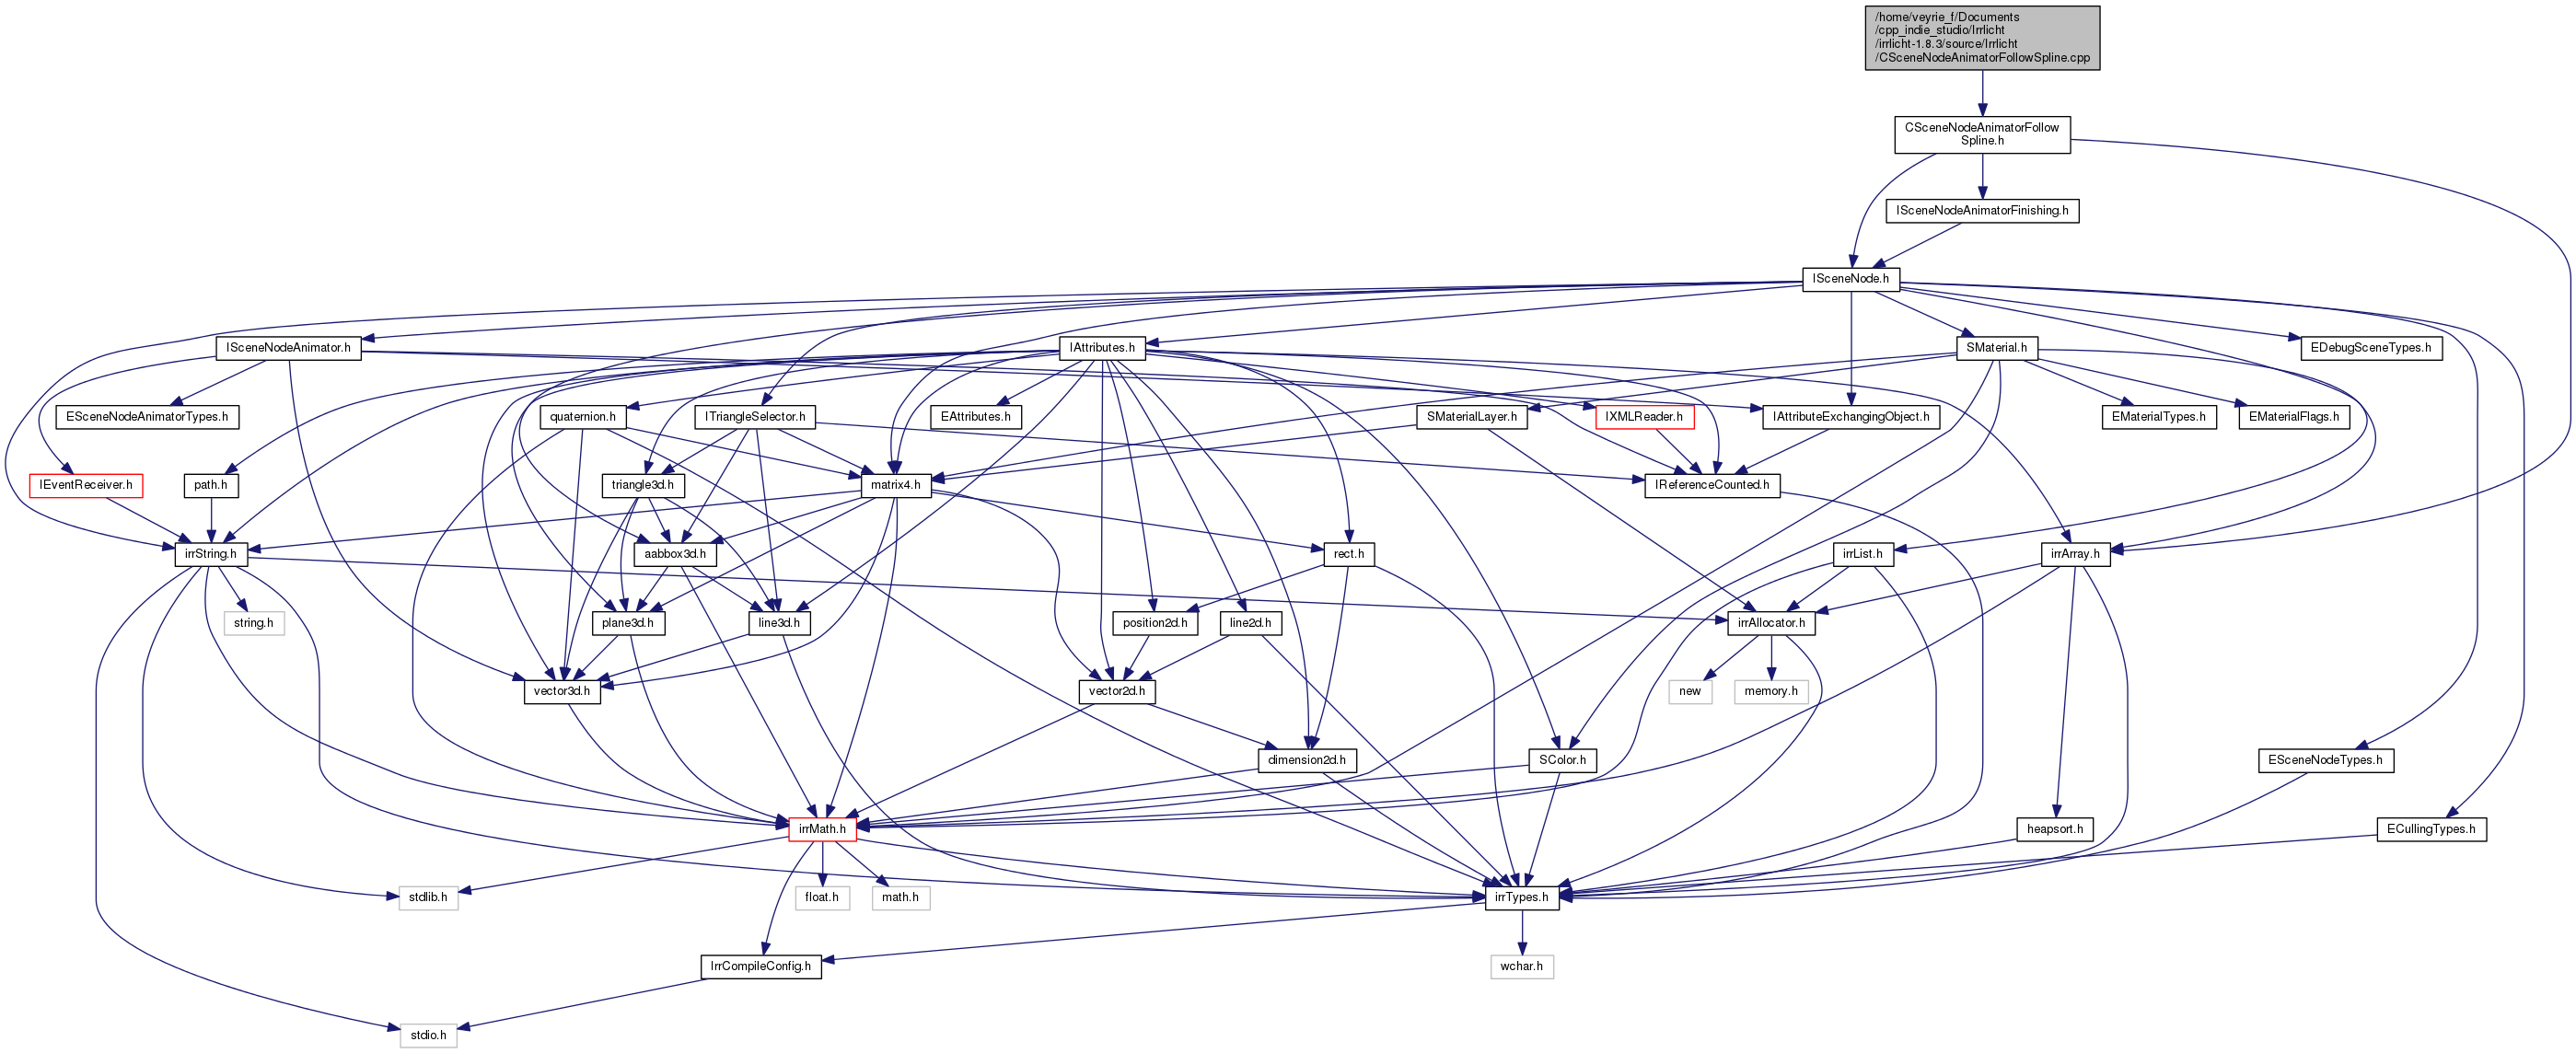 /home/veyrie_f/Documents
/cpp_indie_studio/Irrlicht
/irrlicht-1.8.3/source/Irrlicht
/CSceneNodeAnimatorFollowSpline.cpp
CSceneNodeAnimatorFollow
Spline.h
ISceneNodeAnimatorFinishing.h
ISceneNode.h
ISceneNodeAnimator.h
IAttributes.h
SMaterial.h
EDebugSceneTypes.h
ESceneNodeAnimatorTypes.h
quaternion.h
ITriangleSelector.h
EAttributes.h
SMaterialLayer.h
IXMLReader.h
IAttributeExchangingObject.h
EMaterialTypes.h
EMaterialFlags.h
IEventReceiver.h
path.h
triangle3d.h
matrix4.h
IReferenceCounted.h
irrString.h
aabbox3d.h
rect.h
irrList.h
irrArray.h
string.h
plane3d.h
line3d.h
position2d.h
line2d.h
irrAllocator.h
vector3d.h
vector2d.h
new
memory.h
dimension2d.h
SColor.h
ESceneNodeTypes.h
irrMath.h
heapsort.h
ECullingTypes.h
stdlib.h
float.h
math.h
irrTypes.h
IrrCompileConfig.h
wchar.h
stdio.h